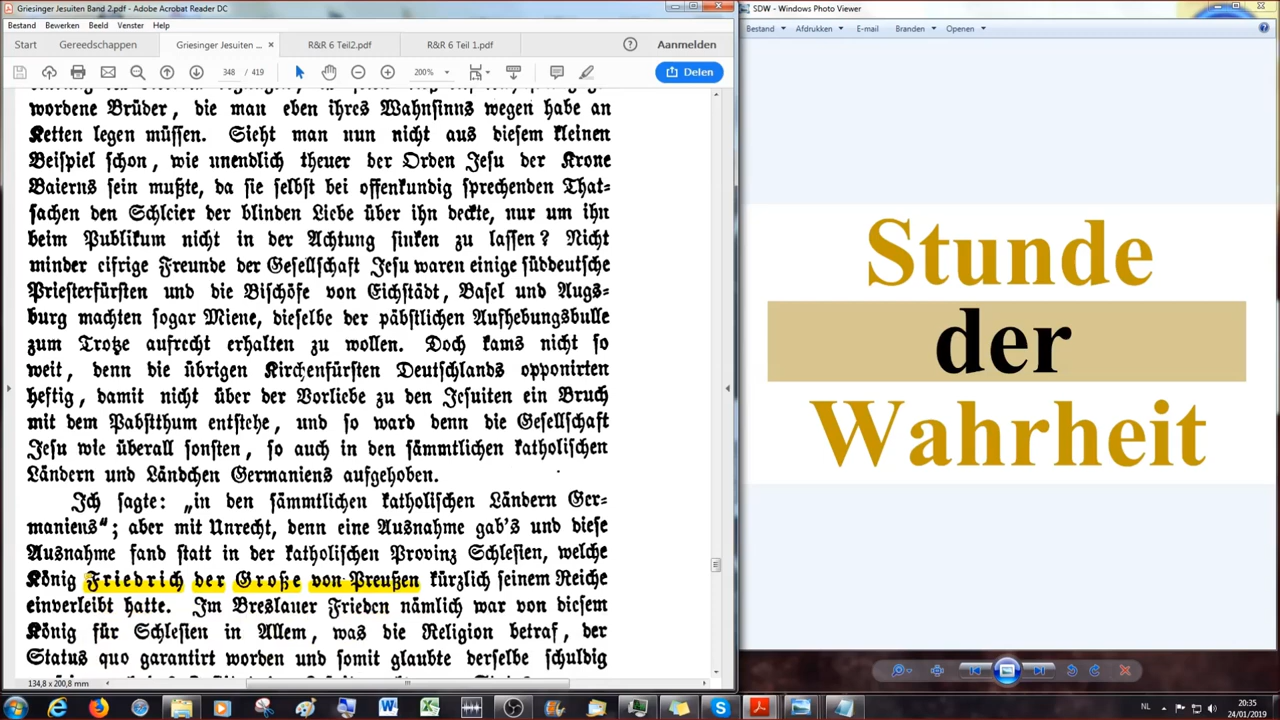 Griesinger Jesuiten Band 2.pdf - Adobe Acrobat Reader DC
Bestand Bewerken Beeld Venster Help
Start Gereedschappen Griesinger Jesuiten ... × R&R 6 Teil2.pdf R&R 6 Teil 1.pdf Aanmelden
348 / 419 200% Delen
wordene Brüder, die man eben ihres Wahnsinns wegen habe an
Ketten legen müssen. Sieht man nun nicht aus diesem kleinen
Beispiel schon, wie unendlich theuer der Orden Jesu der Krone
Baierns sein mußte, da sie selbst bei offenkundig sprechenden That=
sachen den Schleier der blinden Liebe über ihn deckte, nur um ihn
beim Publikum nicht in der Achtung sinken zu lassen? Nicht
minder eifrige Freunde der Gesellschaft Jesu waren einige süddeutsche
Priesterfürsten und die Bischöfe von Eichstädt, Basel und Augs=
burg machten sogar Miene, dieselbe der päbstlichen Aufhebungsbulle
zum Trotze aufrecht erhalten zu wollen. Doch kams nicht so
weit, denn die übrigen Kirchenfürsten Deutschlands opponirten
heftig, damit nicht über der Vorliebe zu den Jesuiten ein Bruch
mit dem Pabstthum entstehe, und so ward denn die Gesellschaft
Jesu wie überall sonsten, so auch in den sämmtlichen katholischen
Ländern und Ländchen Germaniens aufgehoben.
Ich sagte: „in den sämmtlichen katholischen Ländern Ger=
maniens“; aber mit Unrecht, denn eine Ausnahme gab's und diese
Ausnahme fand statt in der katholischen Provinz Schlesien, welche
König Friedrich der Große von Preußen kürzlich seinem Reiche
einverleibt hatte. Im Breslauer Frieden nämlich war von diesem
König für Schlesien in Allem, was die Religion betraf, der
Status quo garantirt worden und somit glaubte derselbe schuldig
134,8 x 200,8 mm
SDW - Windows Photo Viewer
Bestand Afdrukken E-mail Branden Openen
Stunde
der
Wahrheit
NL 20:35
24/01/2019